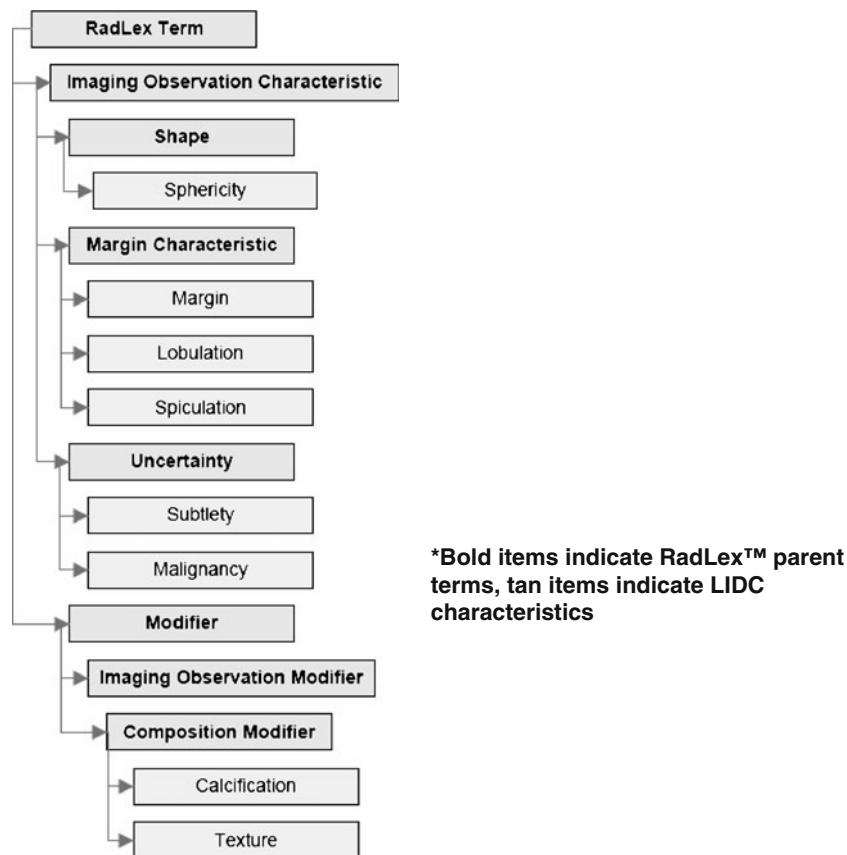 RadLex Term
Imaging Observation Characteristic
Shape
Sphericity
Margin Characteristic
Margin
Lobulation
Spiculation
Uncertainty
Subtlety
Malignancy
Modifier
Imaging Observation Modifier
Composition Modifier
Calcification
Texture
*Bold items indicate RadLex™ parent
terms, tan items indicate LIDC
characteristics